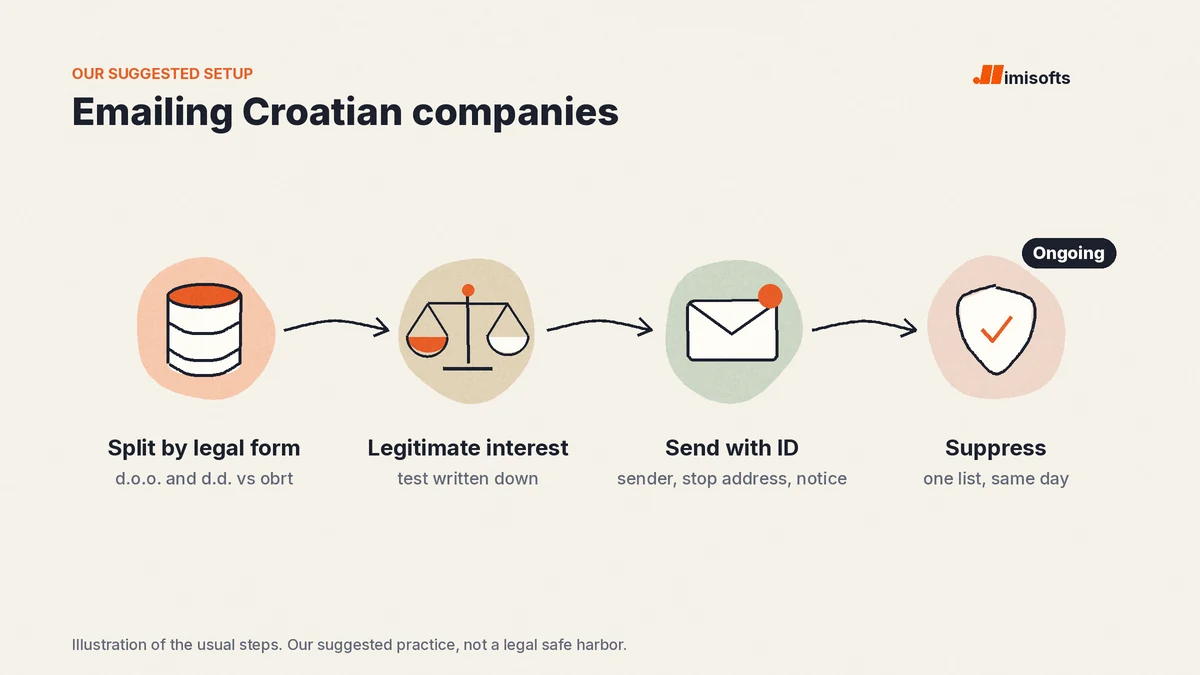 OUR SUGGESTED SETUP
imisofts
Emailing Croatian companies
Ongoing
Split by legal form
d.o.o. and d.d. vs obrt
Legitimate interest
test written down
Send with ID
sender, stop address, notice
Suppress
one list, same day
Illustration of the usual steps. Our suggested practice, not a legal safe harbor.